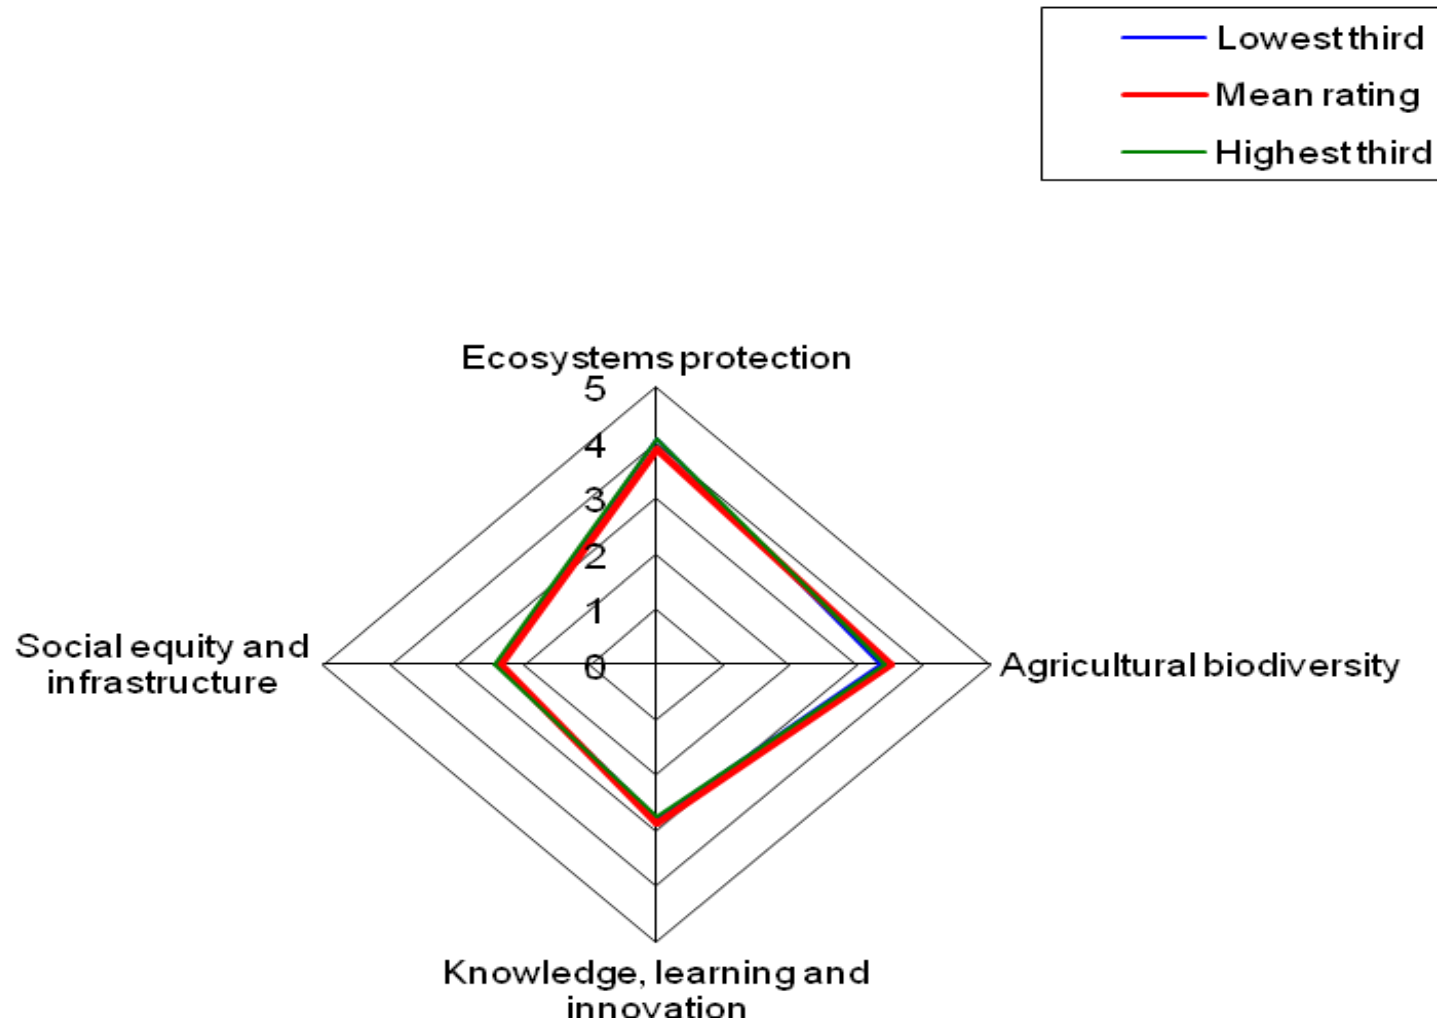 Lowest third
Mean rating
Highest third
Ecosystems protection
5
4
3
2
1
0
Social equity and
infrastructure
Agricultural biodiversity
Knowledge, learning and
innovation